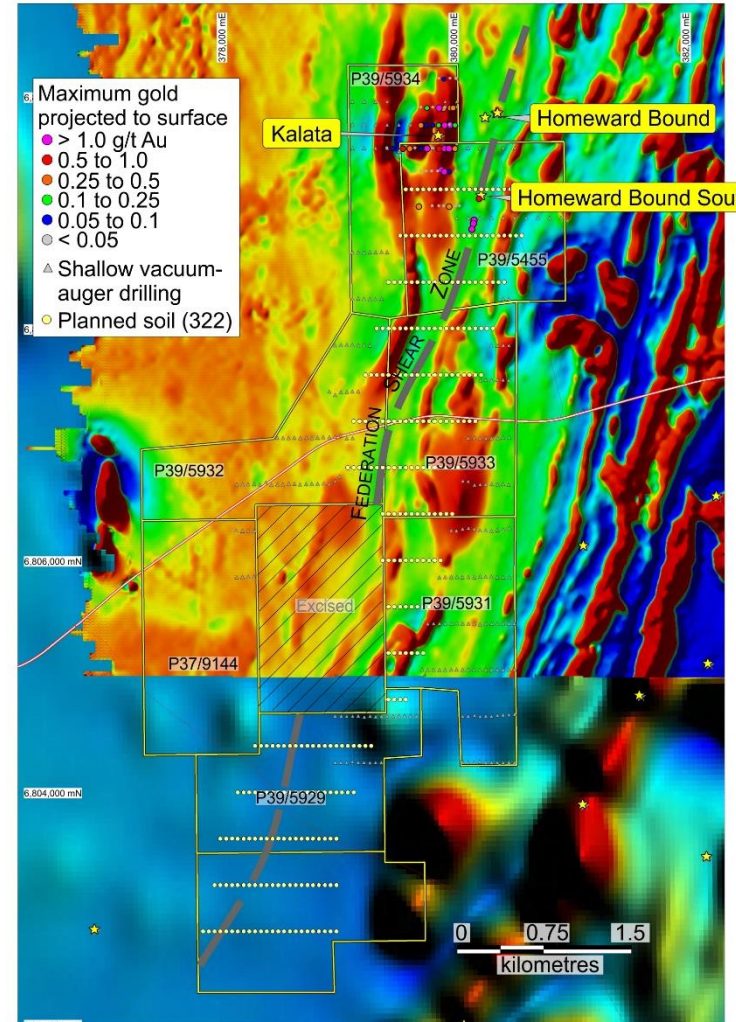 378,000 mE
380,000 mE
382,000 mE
Maximum gold
projected to surface
> 1.0 g/t Au
0.5 to 1.0
0.25 to 0.5
0.1 to 0.25
0.05 to 0.1
< 0.05
Shallow vacuum-
auger drilling
Planned soil (322)
P39/5934
Kalata
Homeward Bound
Homeward Bound Sou
P39/5455
FEDERATION SHEAR ZONE
P39/5932
P39/5933
6,806,000 mN
Excised
P39/5931
P37/9144
6,804,000 mN
P39/5929
0 0.75 1.5
kilometres